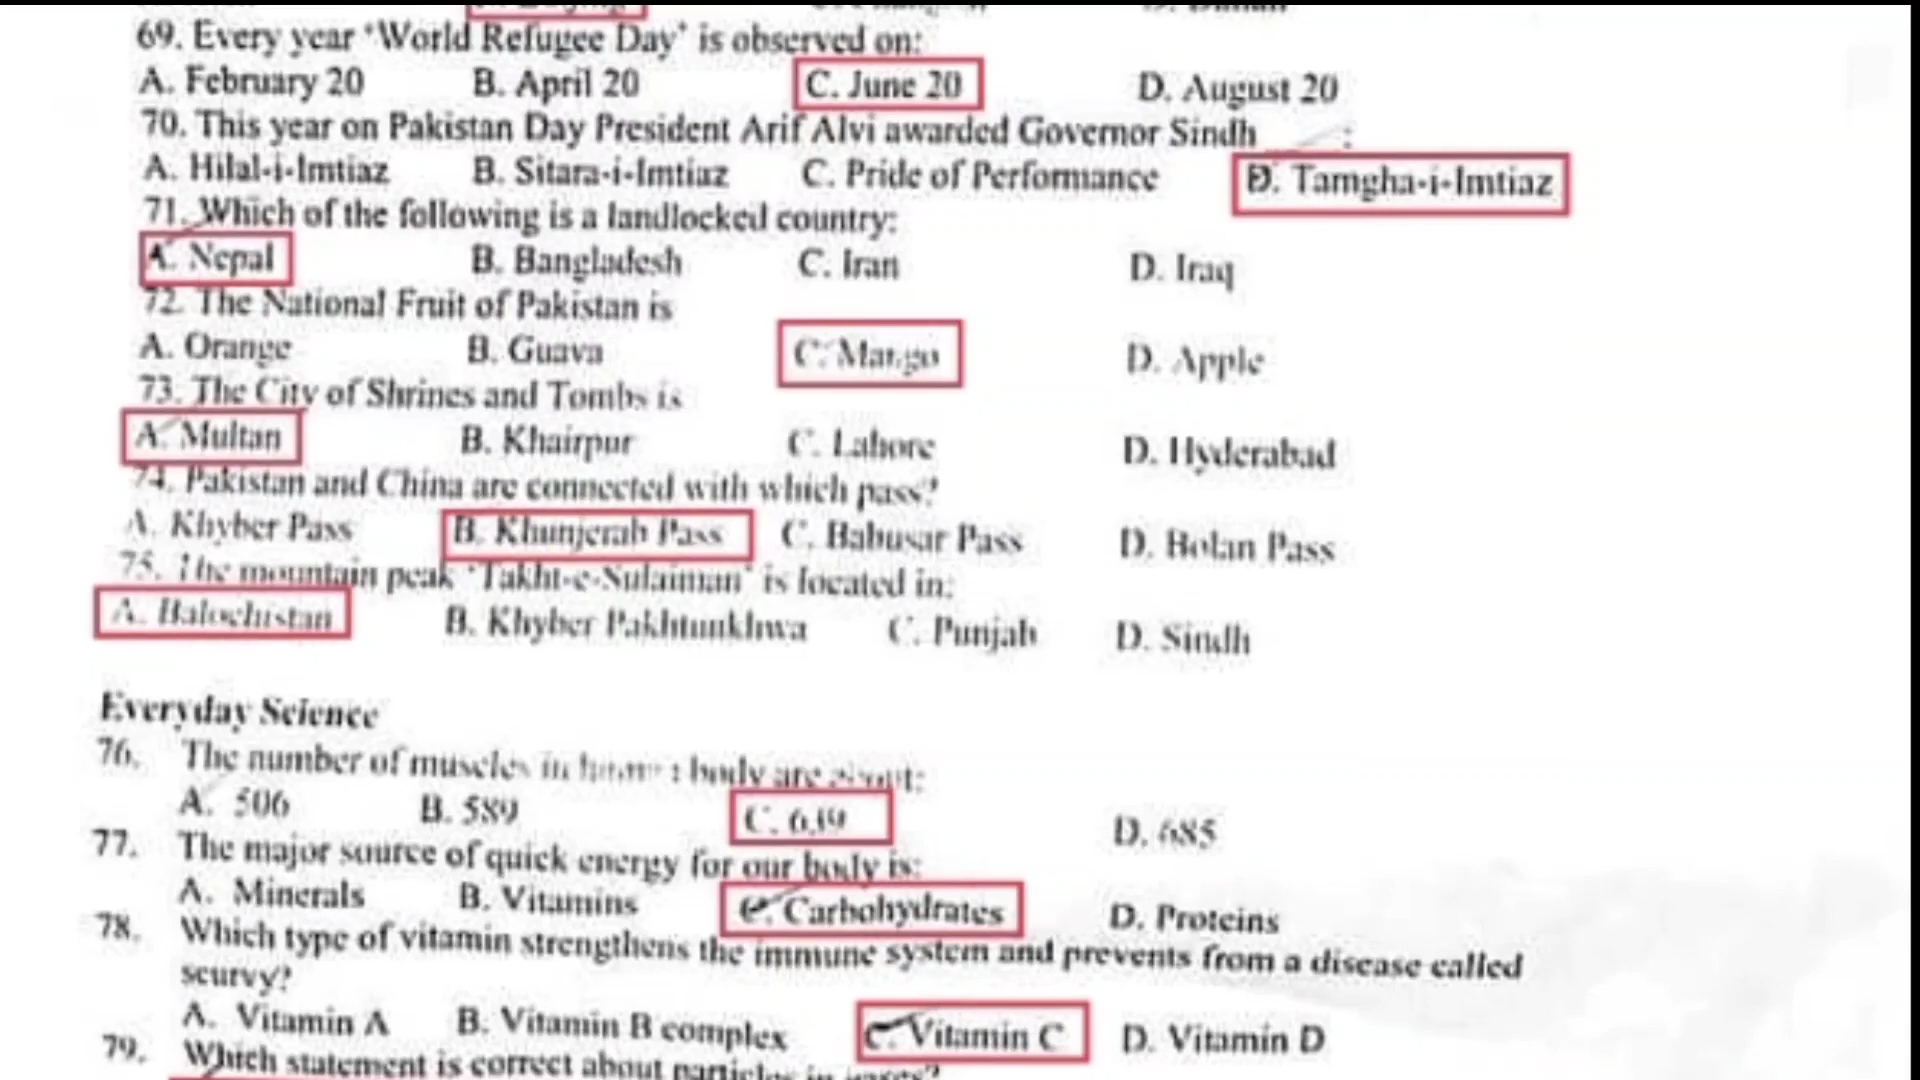 69. Every year ‘World Refugee Day’ is observed on:
A. February 20 B. April 20 C. June 20 D. August 20
70. This year on Pakistan Day President Arif Alvi awarded Governor Sindh ____:
A. Hilal-i-Imtiaz B. Sitara-i-Imtiaz C. Pride of Performance D. Tamgha-i-Imtiaz
71. Which of the following is a landlocked country:
A. Nepal B. Bangladesh C. Iran D. Iraq
72. The National Fruit of Pakistan is
A. Orange B. Guava C. Mango D. Apple
73. The City of Shrines and Tombs is
A. Multan B. Khairpur C. Lahore D. Hyderabad
74. Pakistan and China are connected with which pass?
A. Khyber Pass B. Khunjerab Pass C. Babusar Pass D. Bolan Pass
75. The mountain peak ‘Takht-e-Sulaiman’ is located in:
A. Balochistan B. Khyber Pakhtunkhwa C. Punjab D. Sindh
Everyday Science
76. The number of muscles in human body are about:
A. 506 B. 589 C. 639 D. 685
77. The major source of quick energy for our body is:
A. Minerals B. Vitamins C. Carbohydrates D. Proteins
78. Which type of vitamin strengthens the immune system and prevents from a disease called
scurvy?
A. Vitamin A B. Vitamin B complex C. Vitamin C D. Vitamin D
79. Which statement is correct about particles in gases?